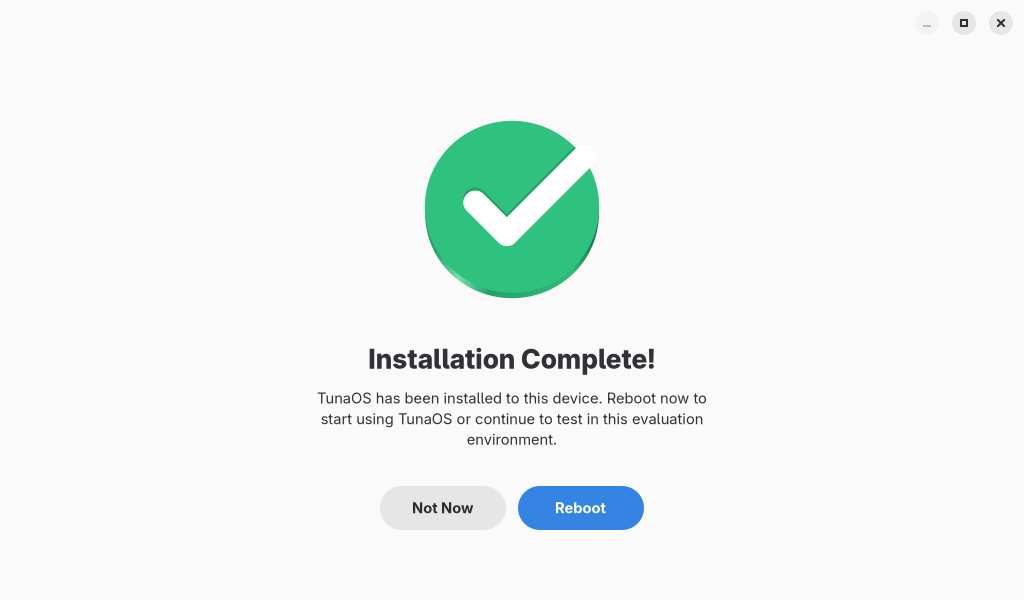 Installation Complete!
TunaOS has been installed to this device. Reboot now to
start using TunaOS or continue to test in this evaluation
environment.
Not Now
Reboot